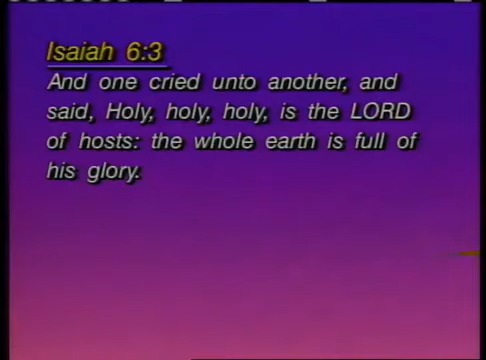 Isaiah 6:3
And one cried unto another, and
said, Holy, holy, holy, is the LORD
of hosts: the whole earth is full of
his glory.